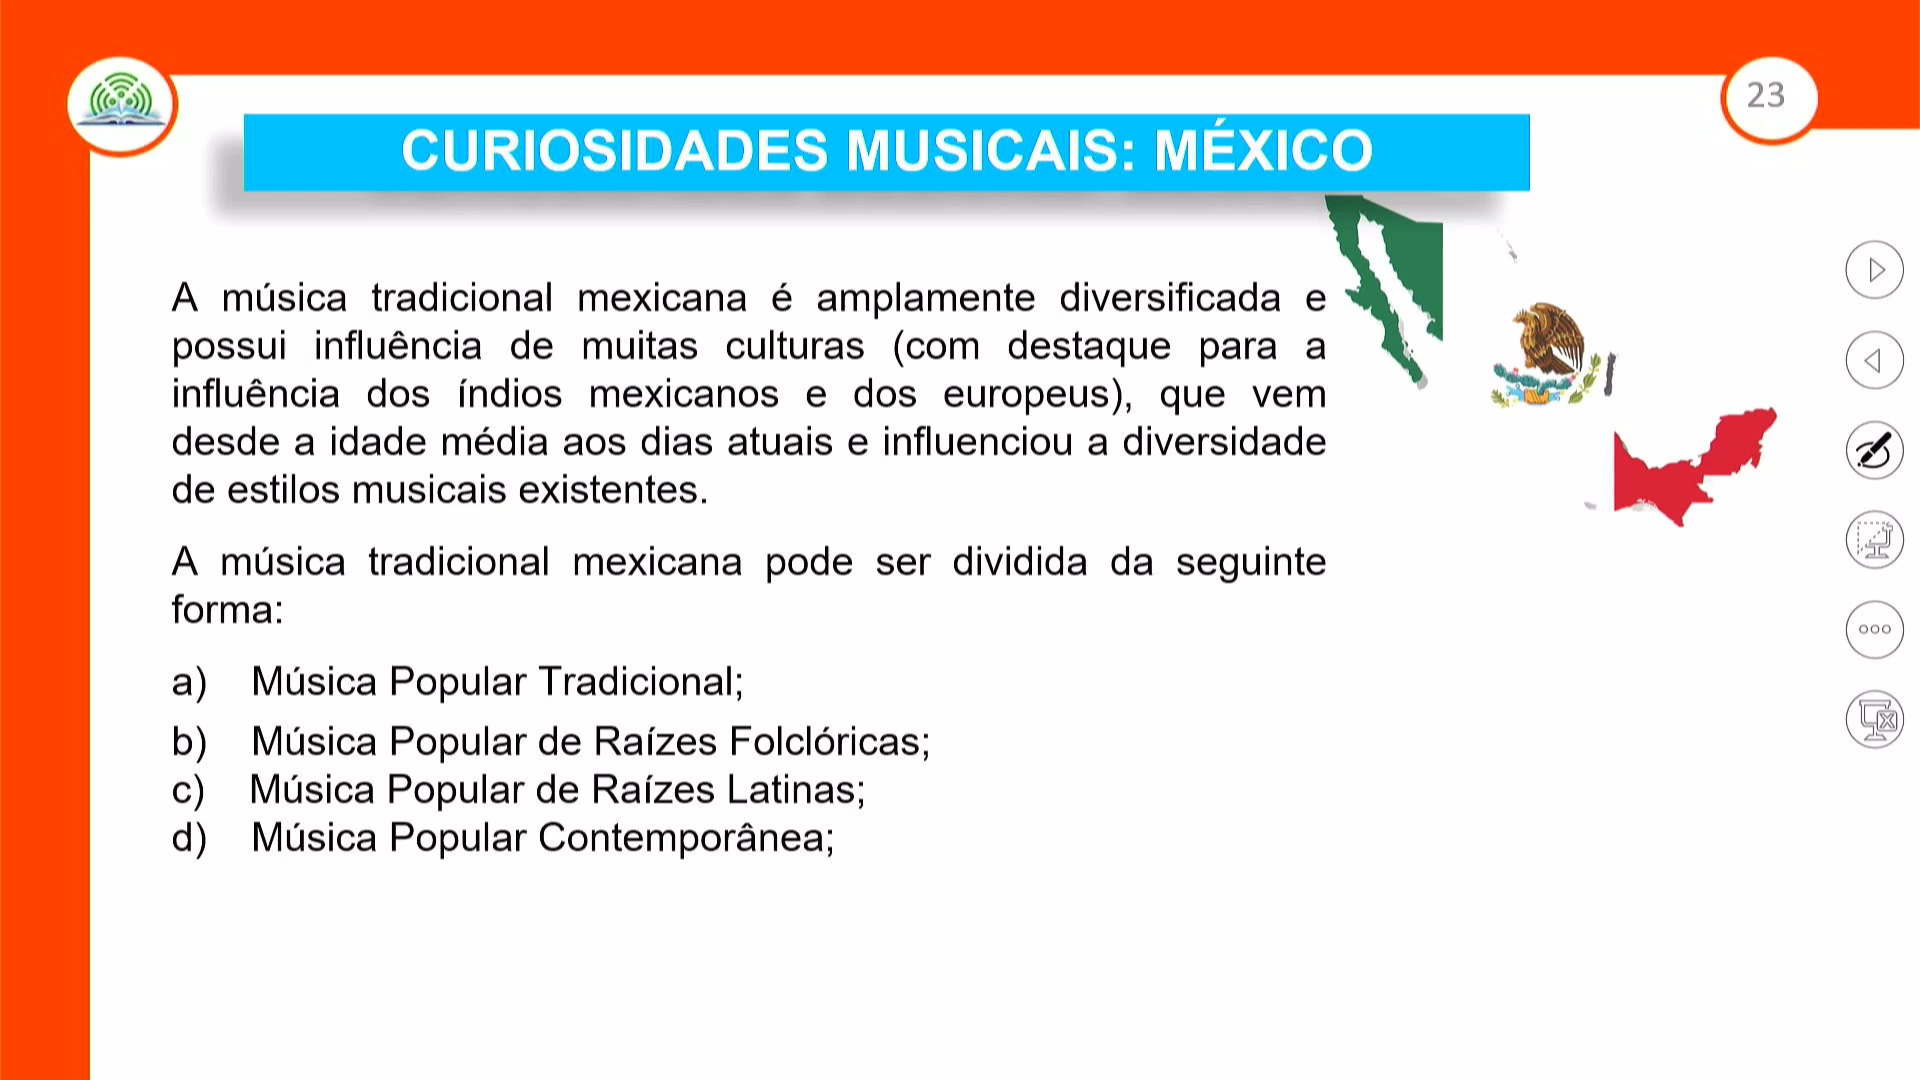 23
CURIOSIDADES MUSICAIS: MÉXICO
A música tradicional mexicana é amplamente diversificada e
possui influência de muitas culturas (com destaque para a
influência dos índios mexicanos e dos europeus), que vem
desde a idade média aos dias atuais e influenciou a diversidade
de estilos musicais existentes.
A música tradicional mexicana pode ser dividida da seguinte
forma:
a) Música Popular Tradicional;
b) Música Popular de Raízes Folclóricas;
c) Música Popular de Raízes Latinas;
d) Música Popular Contemporânea;